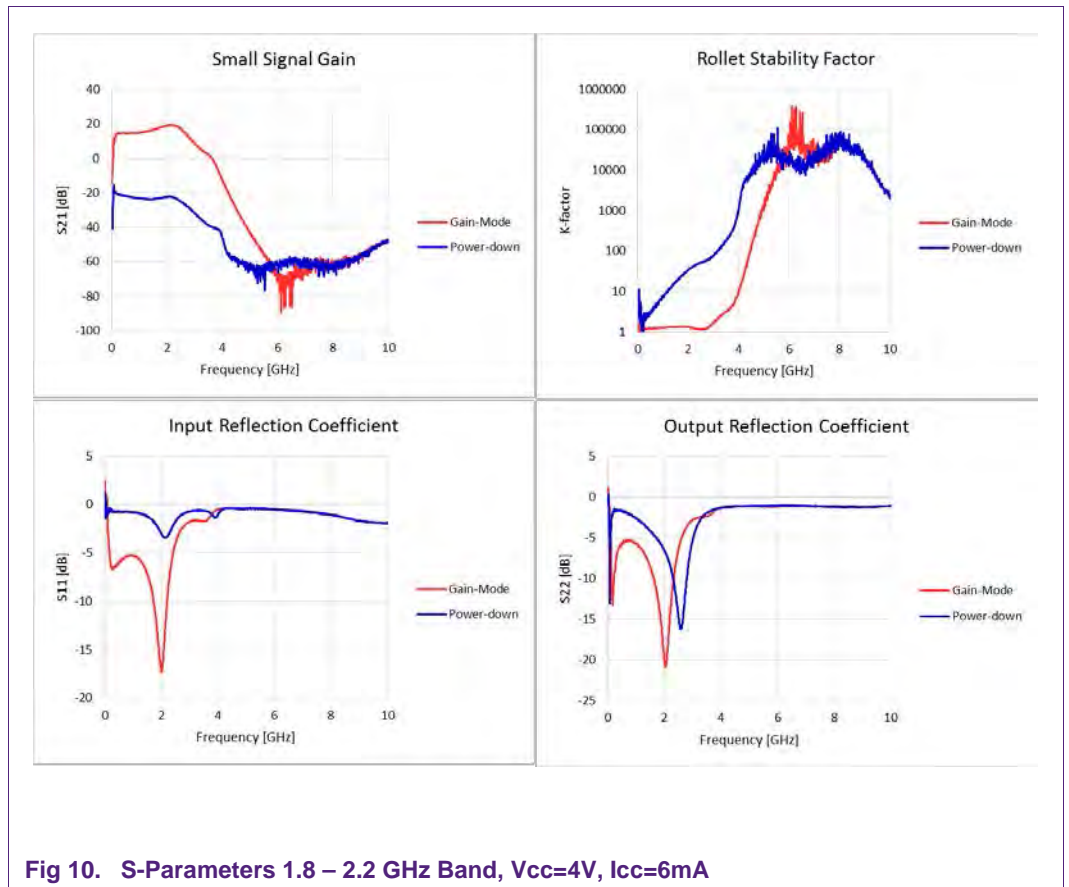 Small Signal Gain
40
20
0
-20
-40
-60
-80
-100
S21 [dB]
0 2 4 6 8 10
Frequency [GHz]
Gain-Mode
Power-down
Rollet Stability Factor
1000000
100000
10000
1000
100
10
1
K-factor
0 2 4 6 8 10
Frequency [GHz]
Gain-Mode
Power-down
Input Reflection Coefficient
5
0
-5
-10
-15
-20
S11 [dB]
0 2 4 6 8 10
Frequency [GHz]
Gain-Mode
Power-down
Output Reflection Coefficient
5
0
-5
-10
-15
-20
-25
S22 [dB]
0 2 4 6 8 10
Frequency [GHz]
Gain-Mode
Power-down
Fig 10. S-Parameters 1.8 – 2.2 GHz Band, Vcc=4V, Icc=6mA